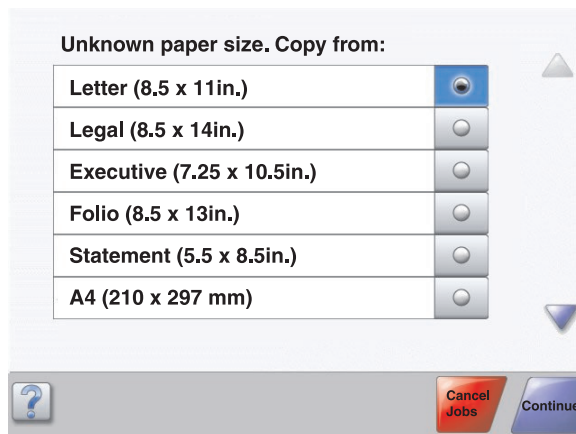 Unknown paper size. Copy from:
Letter (8.5 x 11in.)
Legal (8.5 x 14in.)
Executive (7.25 x 10.5in.)
Folio (8.5 x 13in.)
Statement (5.5 x 8.5in.)
A4 (210 x 297 mm)
?
Cancel
Jobs
Continue